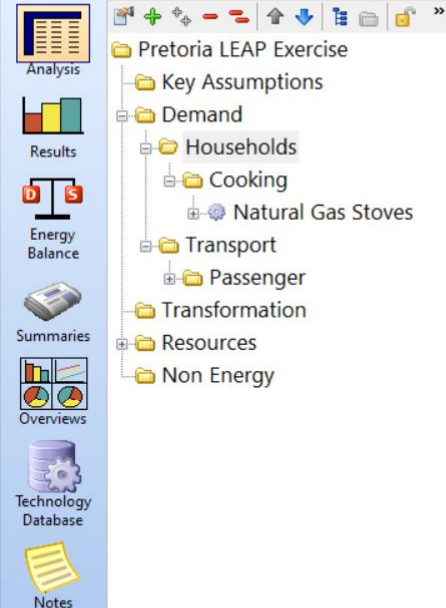 Analysis
Results
D S
Energy
Balance
Summaries
Overviews
Technology
Database
Notes
»
Pretoria LEAP Exercise
Key Assumptions
Demand
Households
Cooking
Natural Gas Stoves
Transport
Passenger
Transformation
Resources
Non Energy